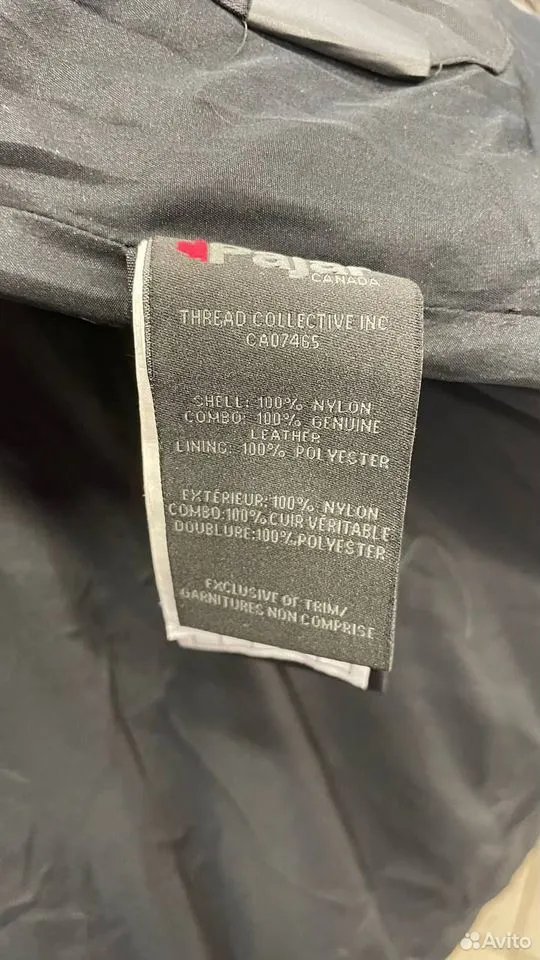 Pajar
CANADA
THREAD COLLECTIVE INC
CA07465
SHELL: 100% NYLON
COMBO: 100% GENUINE
LEATHER
LINING: 100% POLYESTER
EXTÉRIEUR:100% NYLON
COMBO:100%CUIR VÉRITABLE
DOUBLURE:100%POLYESTER
EXCLUSIVE OF TRIM/
GARNITURES NON COMPRISE
Avito